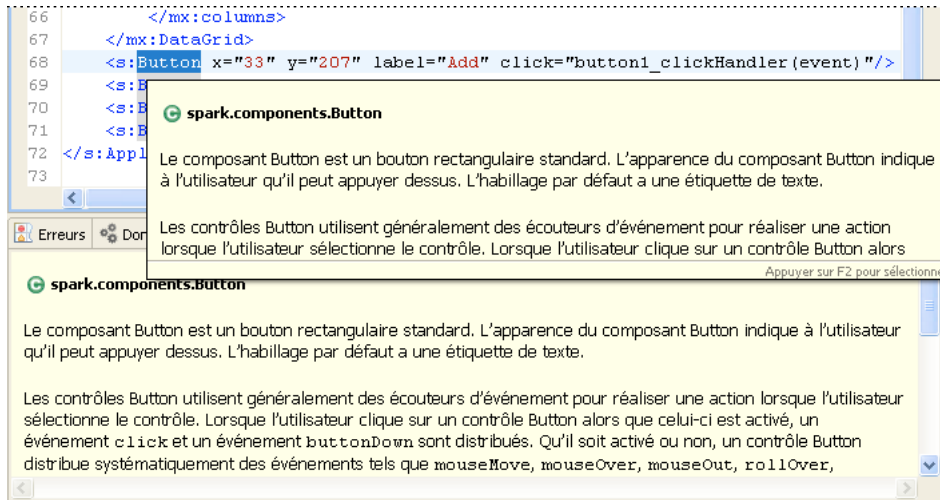 66 </mx:columns>
67 </mx:DataGrid>
68 <s:Button x="33" y="207" label="Add" click="button1_clickHandler(event)"/>
69 <s:B
70 <s:B
71 <s:B
72 </s:Appl
73
spark.components.Button
Le composant Button est un bouton rectangulaire standard. L'apparence du composant Button indique
à l'utilisateur qu'il peut appuyer dessus. L'habillage par défaut a une étiquette de texte.
Les contrôles Button utilisent généralement des écouteurs d'événement pour réaliser une action
lorsque l'utilisateur sélectionne le contrôle. Lorsque l'utilisateur clique sur un contrôle Button alors
Appuyer sur F2 pour sélectionne
Erreurs Dor
spark.components.Button
Le composant Button est un bouton rectangulaire standard. L'apparence du composant Button indique à l'utilisateur
qu'il peut appuyer dessus. L'habillage par défaut a une étiquette de texte.
Les contrôles Button utilisent généralement des écouteurs d'événement pour réaliser une action lorsque l'utilisateur
sélectionne le contrôle. Lorsque l'utilisateur clique sur un contrôle Button alors que celui-ci est activé, un
événement click et un événement buttonDown sont distribués. Qu'il soit activé ou non, un contrôle Button
distribue systématiquement des événements tels que mouseMove, mouseOver, mouseOut, rollOver,